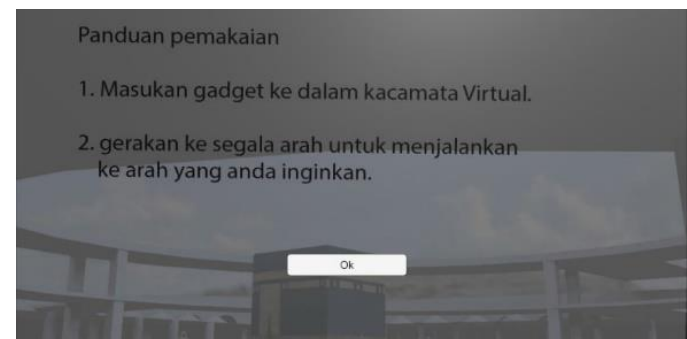 Panduan pemakaian
1. Masukan gadget ke dalam kacamata Virtual.
2. gerakan ke segala arah untuk menjalankan
ke arah yang anda inginkan.
Ok